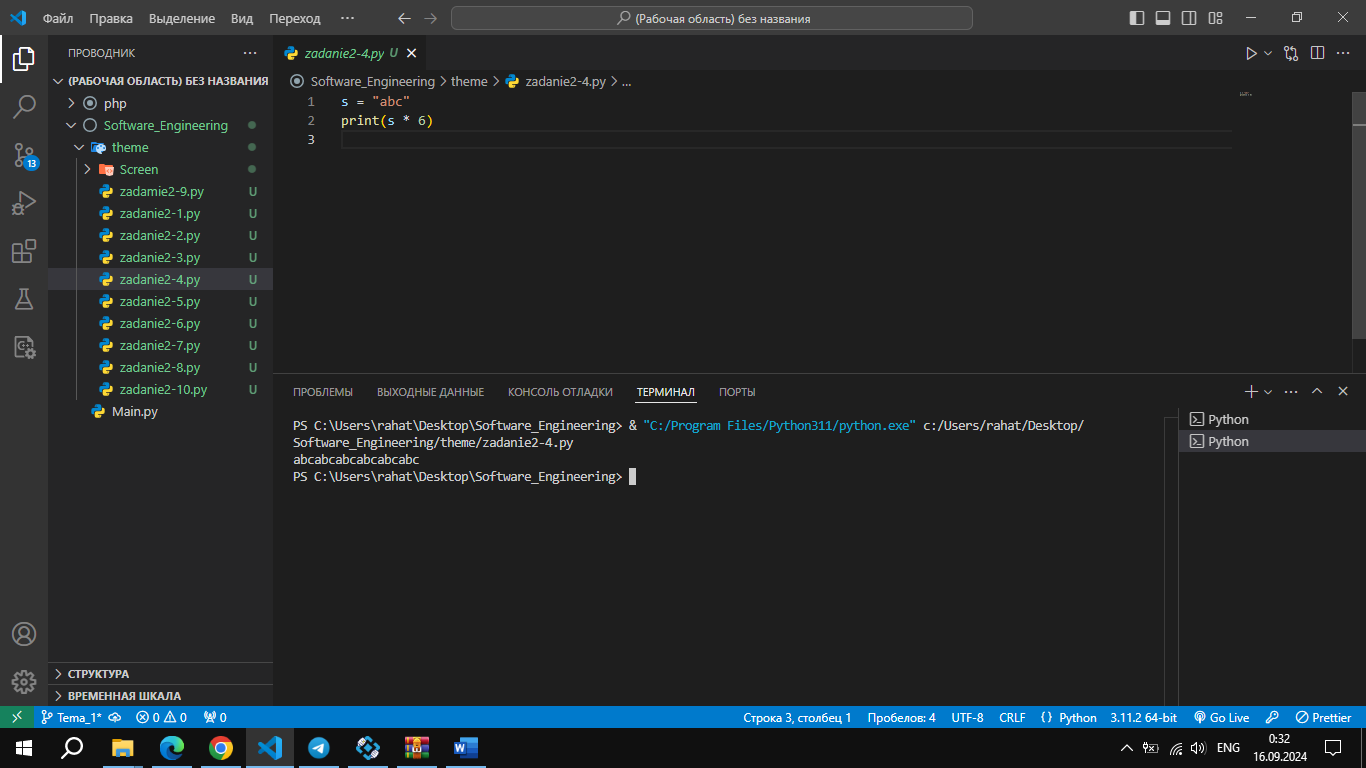 Файл Правка Выделение Вид Переход ···
(Рабочая область) без названия
ПРОВОДНИК
(РАБОЧАЯ ОБЛАСТЬ) БЕЗ НАЗВАНИЯ
php
Software_Engineering
theme
Screen
zadamie2-9.py U
zadanie2-1.py U
zadanie2-2.py U
zadanie2-3.py U
zadanie2-4.py U
zadanie2-5.py U
zadanie2-6.py U
zadanie2-7.py U
zadanie2-8.py U
zadanie2-10.py U
Main.py
СТРУКТУРА
ВРЕМЕННАЯ ШКАЛА
13
zadanie2-4.py U
Software_Engineering > theme > zadanie2-4.py > ...
1 s = "abc"
2 print(s * 6)
3
ПРОБЛЕМЫ ВЫХОДНЫЕ ДАННЫЕ КОНСОЛЬ ОТЛАДКИ ТЕРМИНАЛ ПОРТЫ
PS C:\Users\rahat\Desktop\Software_Engineering> & "C:/Program Files/Python311/python.exe" c:/Users/rahat/Desktop/
Software_Engineering/theme/zadanie2-4.py
abcabcabcabcabcabc
PS C:\Users\rahat\Desktop\Software_Engineering>
Python
Python
Tema_1* 0 0 0 Строка 3, столбец 1 Пробелов: 4 UTF-8 CRLF {} Python 3.11.2 64-bit Go Live Prettier
ENG
0:32
16.09.2024